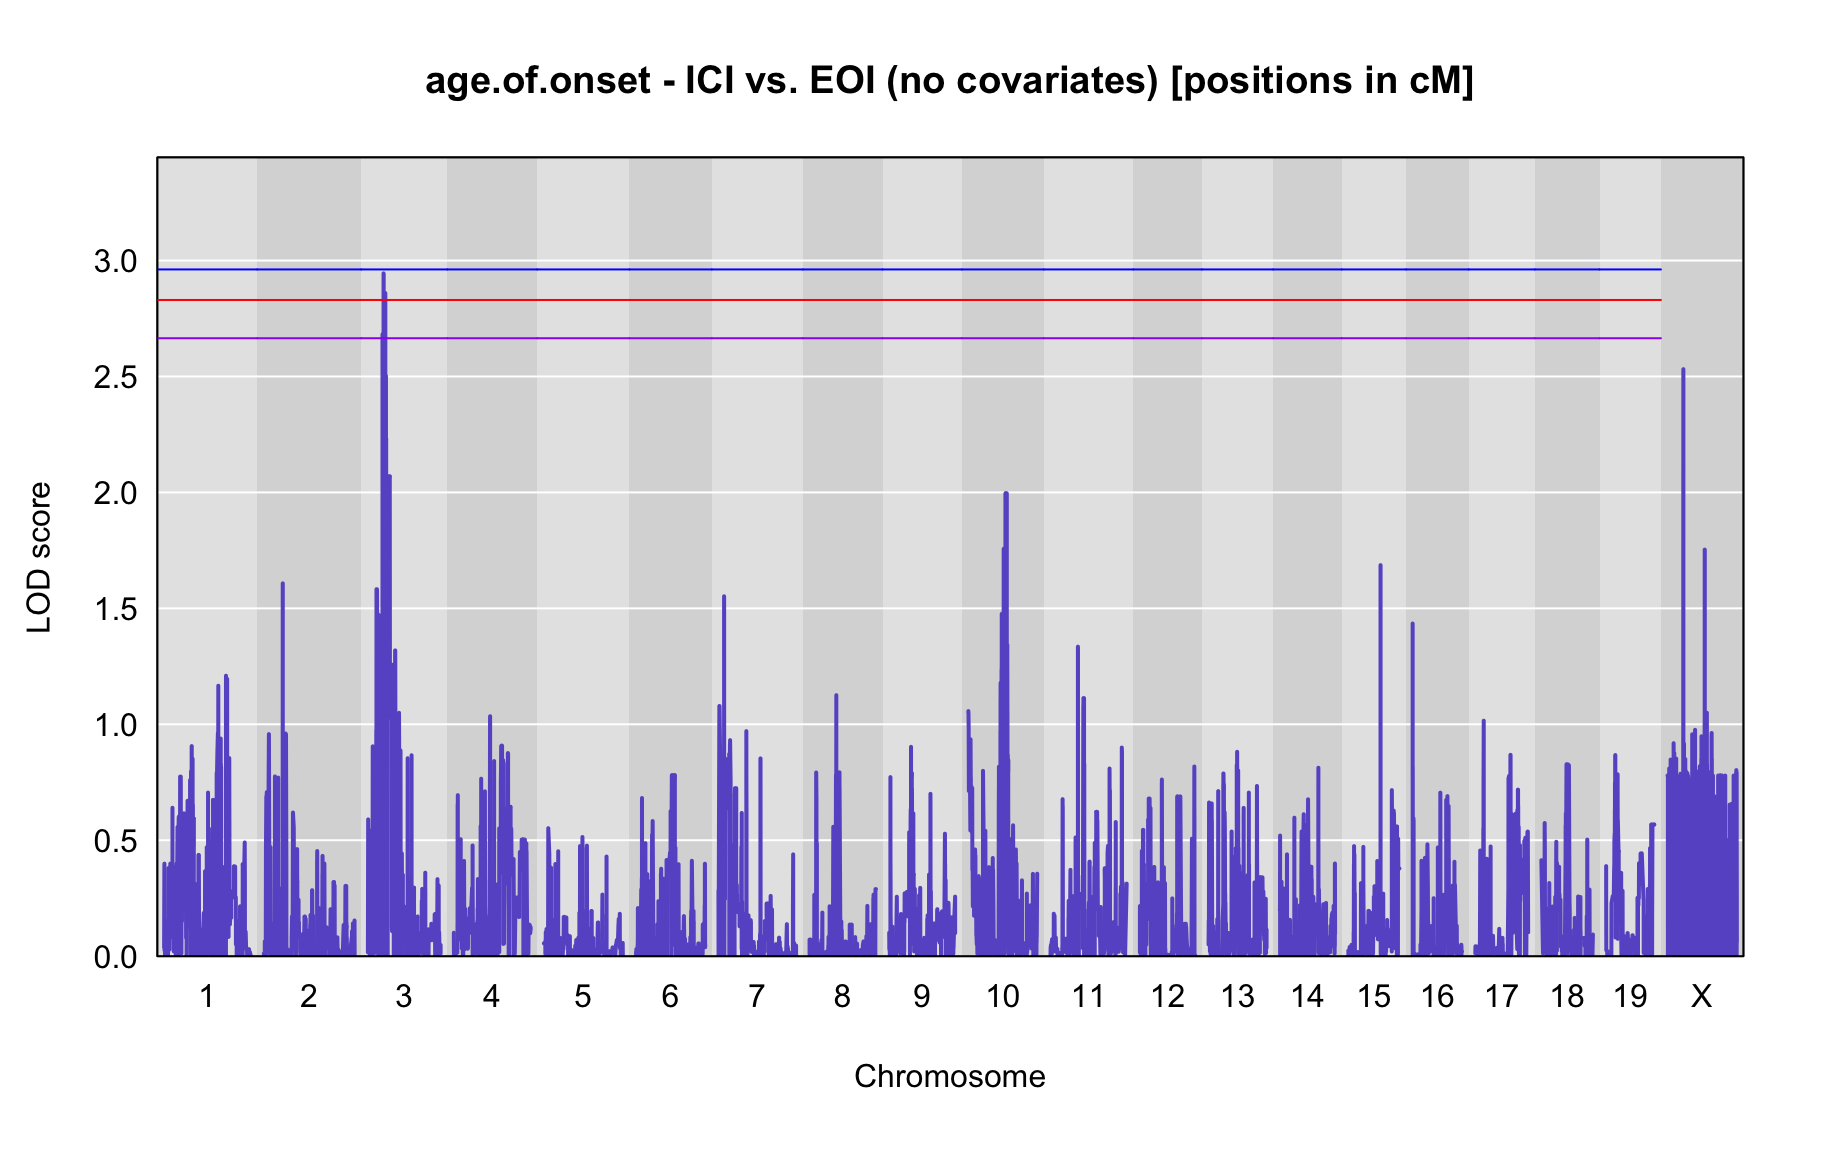 age.of.onset - ICI vs. EOI (no covariates) [positions in cM]
3.0
2.5
2.0
1.5
1.0
0.5
0.0
LOD score
1 2 3 4 5 6 7 8 9 10 11 12 13 14 15 16 17 18 19 X
Chromosome